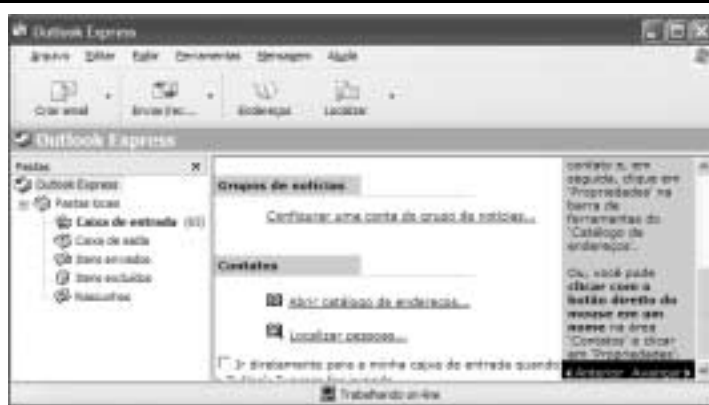 Outlook Express
Arquivo Editar Exibir Ferramentas Mensagem Ajuda
Criar email Enviar/rec... Endereços Localizar
Outlook Express
Pastas
Outlook Express
Pastas locais
Caixa de entrada
Caixa de saída
Itens enviados
Itens excluídos
Rascunhos
Grupos de notícias
Configurar uma conta de grupo de notícias...
Contatos
Abrir catálogo de endereços...
Localizar pessoas...
Ir diretamente para a minha caixa de entrada quando
contato e, em
seguida, clique em
'Propriedades' na
barra de
ferramentas do
'Catálogo de
endereços'.
Ou, você pode
clicar com o
botão direito do
mouse em um
nome na área
'Contatos' e clicar
em 'Propriedades'.
Anterior Avançar
Trabalhando on-line